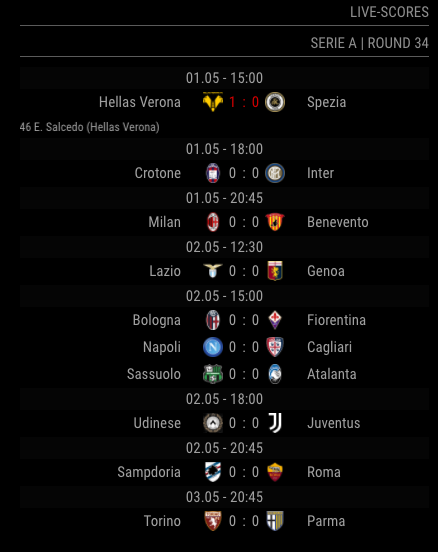 LIVE-SCORES
SERIE A | ROUND 34
01.05 - 15:00
Hellas Verona 1 : 0 Spezia
46 E. Salcedo (Hellas Verona)
01.05 - 18:00
Crotone 0 : 0 Inter
01.05 - 20:45
Milan 0 : 0 Benevento
02.05 - 12:30
Lazio 0 : 0 Genoa
02.05 - 15:00
Bologna 0 : 0 Fiorentina
Napoli N 0 : 0 Cagliari
Sassuolo 0 : 0 Atalanta
02.05 - 18:00
Udinese 0 : 0 Juventus
02.05 - 20:45
Sampdoria 0 : 0 Roma
03.05 - 20:45
Torino 0 : 0 Parma